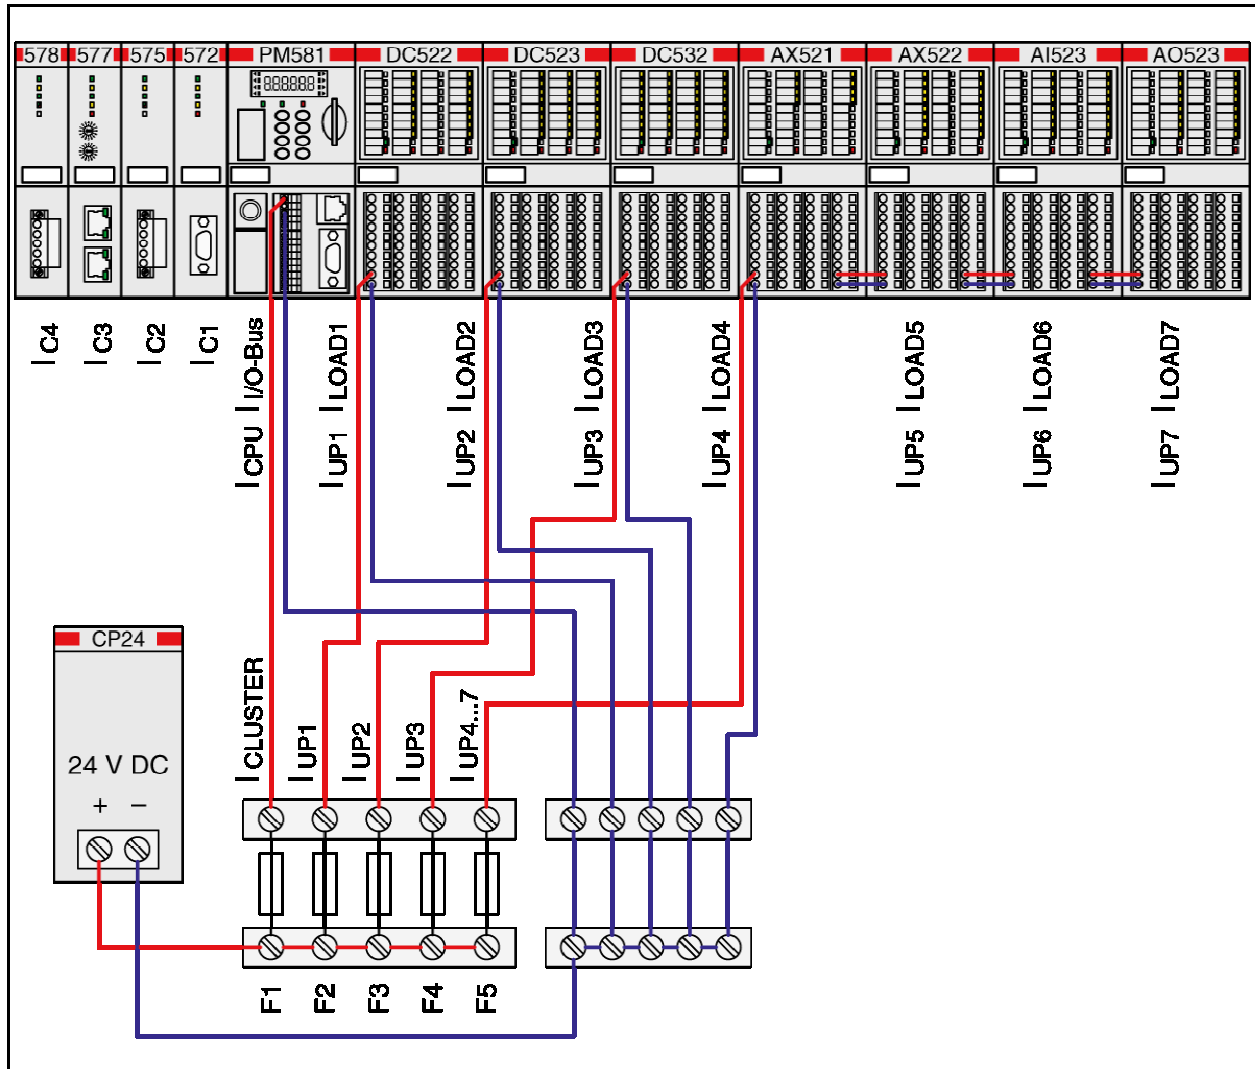 578 577 575 572 PM581 DC522 DC523 DC532 AX521 AX522 AI523 AO523
888888
I C4
I C3
I C2
I C1
I CPU I I/O-Bus
I UP1 I LOAD1
I UP2 I LOAD2
I UP3 I LOAD3
I UP4 I LOAD4
I UP5 I LOAD5
I UP6 I LOAD6
I UP7 I LOAD7
CP24
24 V DC
+ −
I CLUSTER
I UP1
I UP2
I UP3
I UP4...7
F1 F2 F3 F4 F5